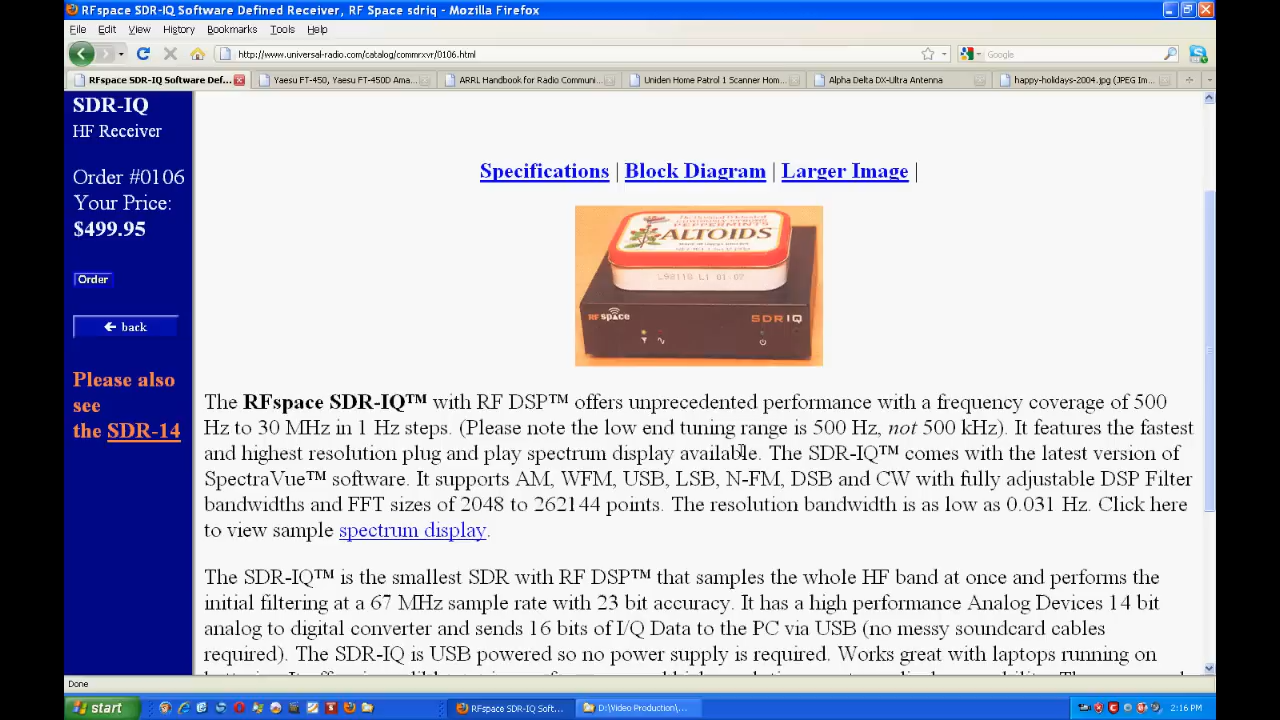 RFspace SDR-IQ Software Defined Receiver, RF Space sdriq - Mozilla Firefox
File Edit View History Bookmarks Tools Help
http://www.universal-radio.com/catalog/commrxvr/0106.html
Google
RFspace SDR-IQ Software Def...
Yaesu FT-450, Yaesu FT-450D Ama...
ARRL Handbook for Radio Communi...
Uniden Home Patrol 1 Scanner Hom...
Alpha Delta DX-Ultra Antenna
happy-holidays-2004.jpg (JPEG Im...
SDR-IQ
HF Receiver
Order #0106
Your Price:
$499.95
Order
back
Please also
see
the SDR-14
Specifications | Block Diagram | Larger Image |
PEPPERMINTS
ALTOIDS
L98110 L1 01 07
RF space
SDR IQ
The RFspace SDR-IQ™ with RF DSP™ offers unprecedented performance with a frequency coverage of 500
Hz to 30 MHz in 1 Hz steps. (Please note the low end tuning range is 500 Hz, not 500 kHz). It features the fastest
and highest resolution plug and play spectrum display available. The SDR-IQ™ comes with the latest version of
SpectraVue™ software. It supports AM, WFM, USB, LSB, N-FM, DSB and CW with fully adjustable DSP Filter
bandwidths and FFT sizes of 2048 to 262144 points. The resolution bandwidth is as low as 0.031 Hz. Click here
to view sample spectrum display.
The SDR-IQ™ is the smallest SDR with RF DSP™ that samples the whole HF band at once and performs the
initial filtering at a 67 MHz sample rate with 23 bit accuracy. It has a high performance Analog Devices 14 bit
analog to digital converter and sends 16 bits of I/Q Data to the PC via USB (no messy soundcard cables
required). The SDR-IQ is USB powered so no power supply is required. Works great with laptops running on
Done
start
RFspace SDR-IQ Soft...
D:\Video Production\...
2:16 PM